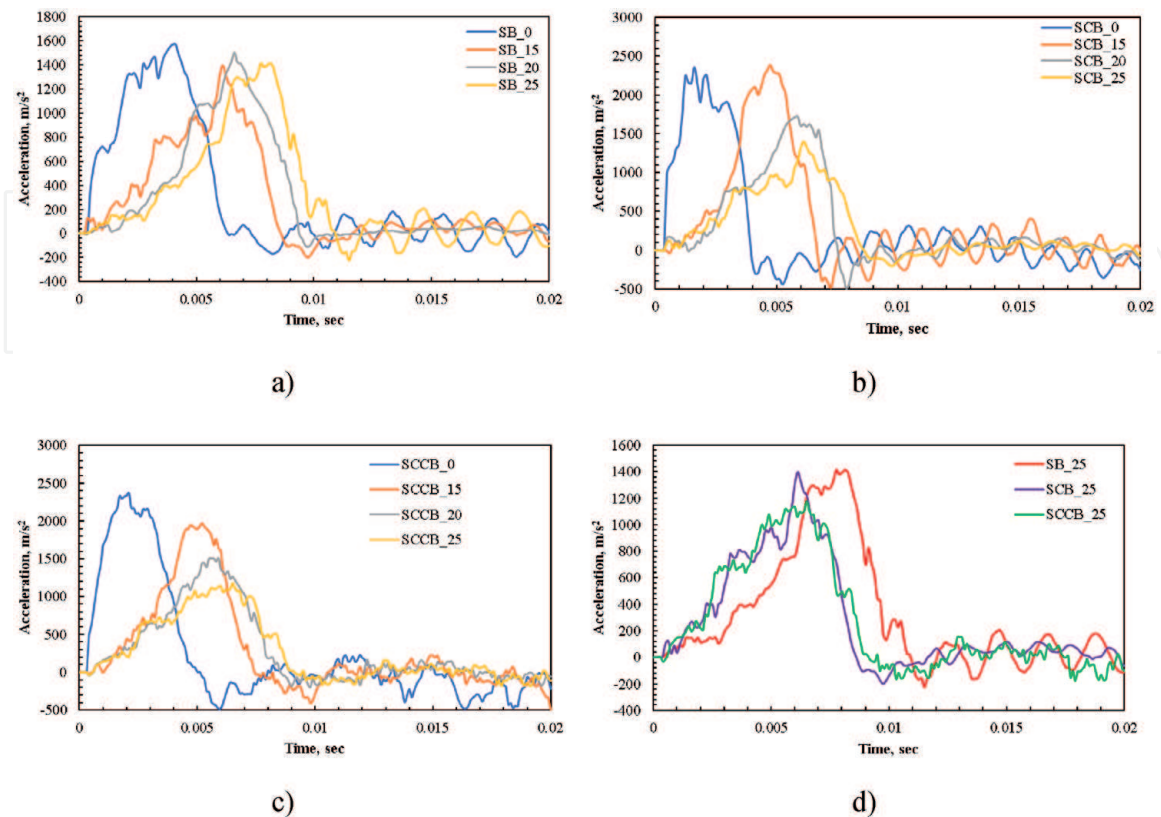 1800
1600
1400
1200
1000
800
600
400
200
0
-200
-400
Acceleration, m/s²
0 0.005 0.01 0.015 0.02
Time, sec
SB_0
SB_15
SB_20
SB_25
a)
3000
2500
2000
1500
1000
500
0
-500
Acceleration, m/s²
0 0.005 0.01 0.015 0.02
Time, sec
SCB_0
SCB_15
SCB_20
SCB_25
b)
3000
2500
2000
1500
1000
500
0
-500
Acceleration, m/s²
0 0.005 0.01 0.015 0.02
Time, sec
SCCB_0
SCCB_15
SCCB_20
SCCB_25
c)
1600
1400
1200
1000
800
600
400
200
0
-200
-400
Acceleration, m/s²
0 0.005 0.01 0.015 0.02
Time, sec
SB_25
SCB_25
SCCB_25
d)